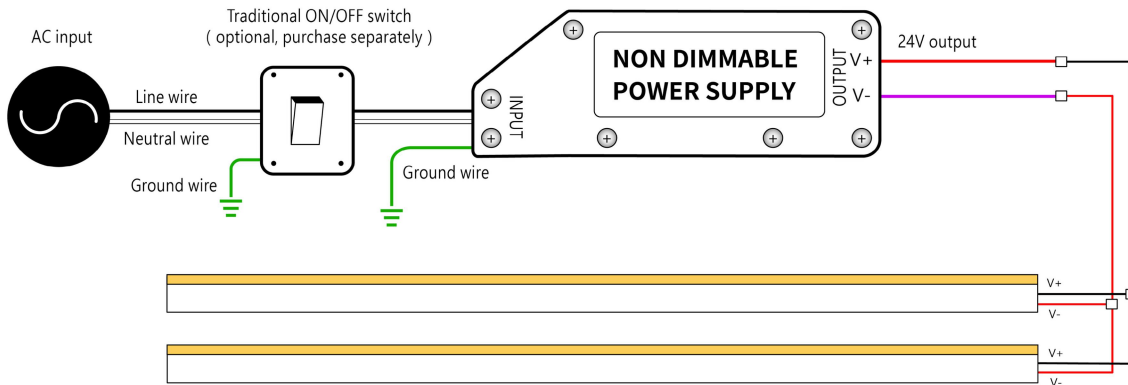 Traditional ON/OFF switch
( optional, purchase separately )
AC input
24V output
NON DIMMABLE
POWER SUPPLY
OUTPUT
V+
V-
INPUT
Line wire
Neutral wire
Ground wire
Ground wire
V+
V-
V+
V-